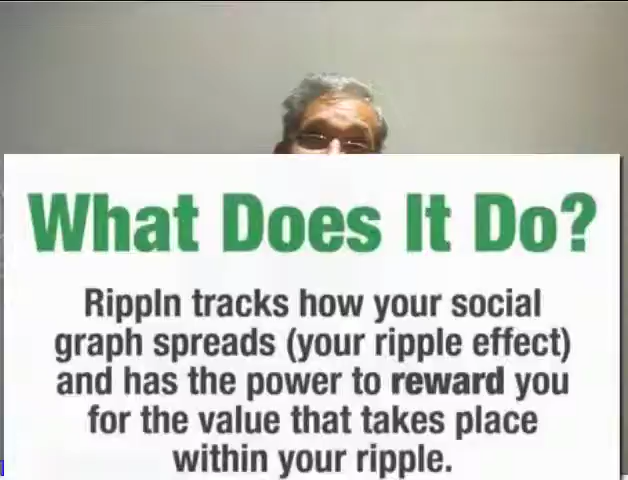 What Does It Do?
Rippln tracks how your social
graph spreads (your ripple effect)
and has the power to reward you
for the value that takes place
within your ripple.